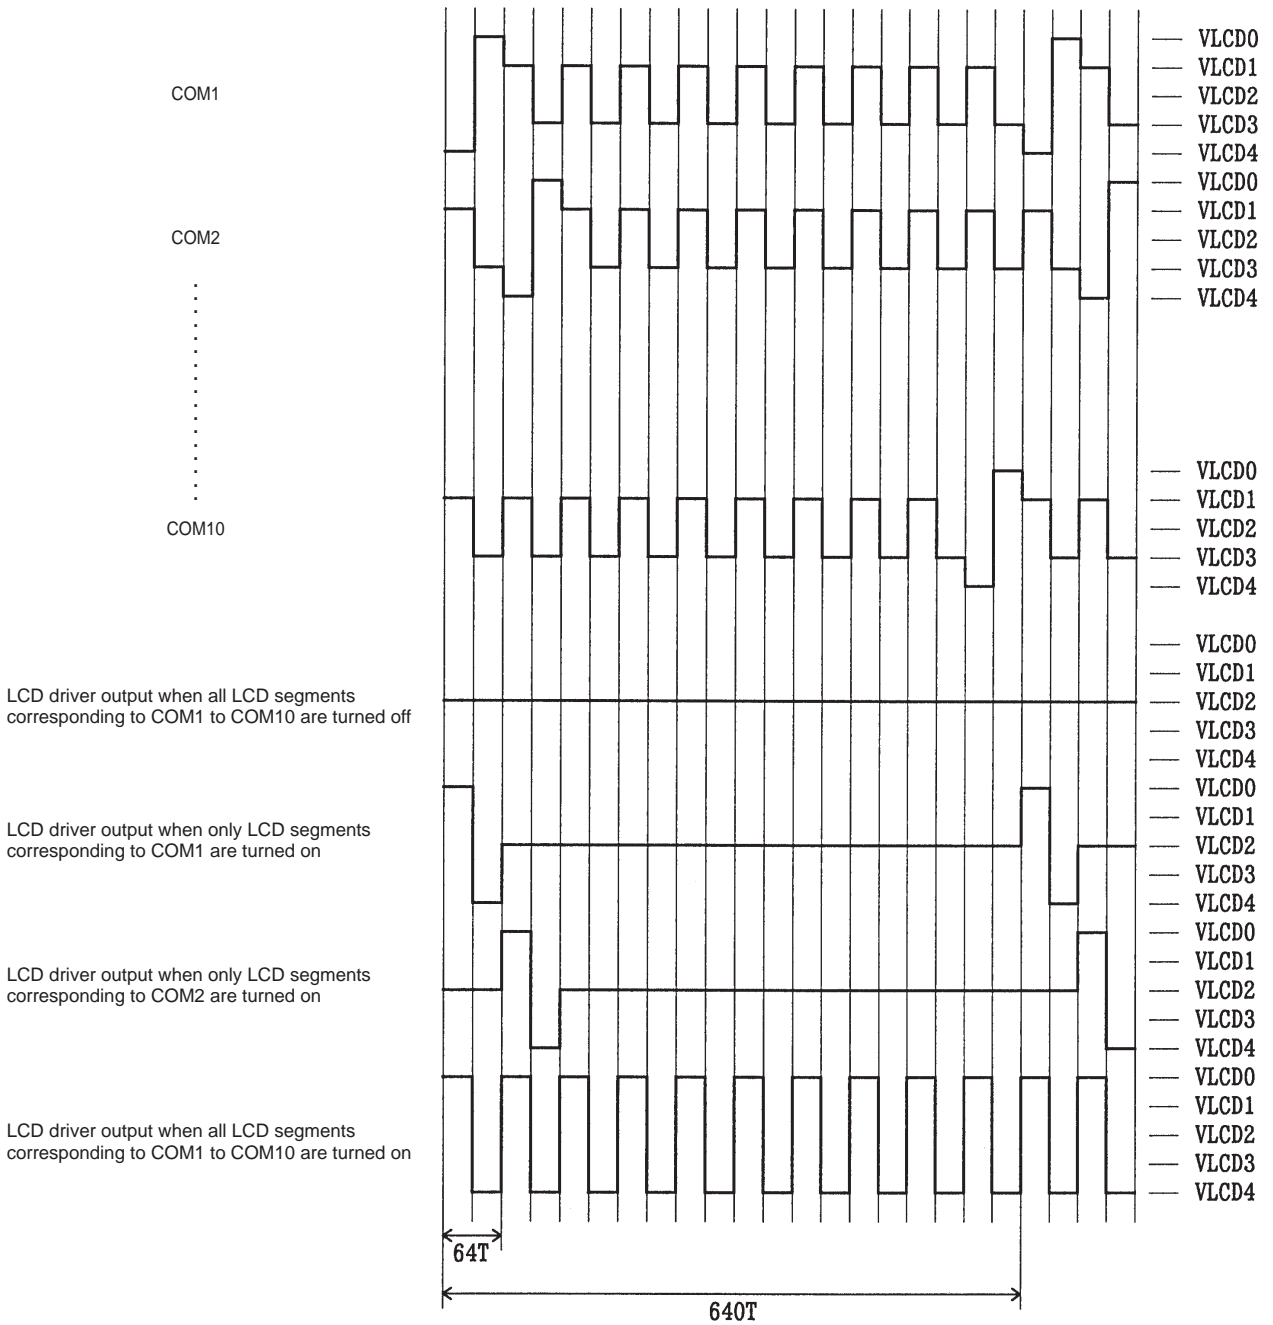 VLCD0
VLCD1
COM1
VLCD2
VLCD3
VLCD4
VLCD0
VLCD1
COM2
VLCD2
VLCD3
VLCD4
VLCD0
VLCD1
COM10
VLCD2
VLCD3
VLCD4
VLCD0
VLCD1
LCD driver output when all LCD segments
corresponding to COM1 to COM10 are turned off
VLCD2
VLCD3
VLCD4
VLCD0
VLCD1
LCD driver output when only LCD segments
corresponding to COM1 are turned on
VLCD2
VLCD3
VLCD4
VLCD0
VLCD1
LCD driver output when only LCD segments
corresponding to COM2 are turned on
VLCD2
VLCD3
VLCD4
VLCD0
VLCD1
LCD driver output when all LCD segments
corresponding to COM1 to COM10 are turned on
VLCD2
VLCD3
VLCD4
64T
640T